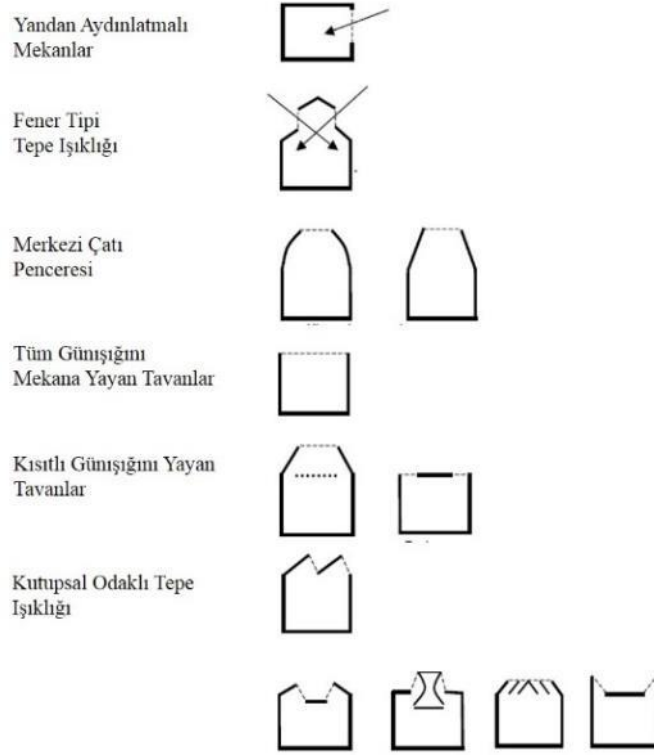 Yandan Aydınlatmalı
Mekanlar
Fener Tipi
Tepe Işıklığı
Merkezi Çatı
Penceresi
Tüm Günışığını
Mekana Yayan Tavanlar
Kısıtlı Günışığını Yayan
Tavanlar
Kutupsal Odaklı Tepe
Işıklığı